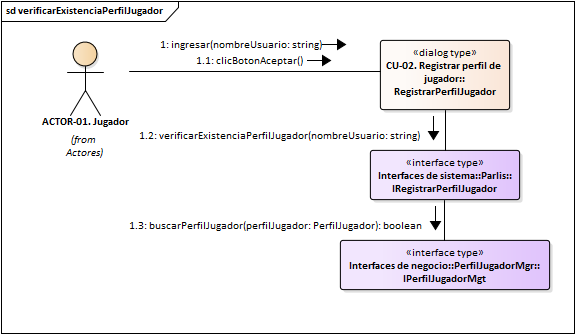 sd verificarExistenciaPerfilJugador
1: ingresar(nombreUsuario: string)
1.1: clicBotonAceptar()
«dialog type»
CU-02. Registrar perfil de
jugador::
RegistrarPerfilJugador
ACTOR-01. Jugador
(from
Actores)
1.2: verificarExistenciaPerfilJugador(nombreUsuario: string)
«interface type»
Interfaces de sistema::Parlis::
IRegistrarPerfilJugador
1.3: buscarPerfilJugador(perfilJugador: PerfilJugador): boolean
«interface type»
Interfaces de negocio::PerfilJugadorMgr::
IPerfilJugadorMgt